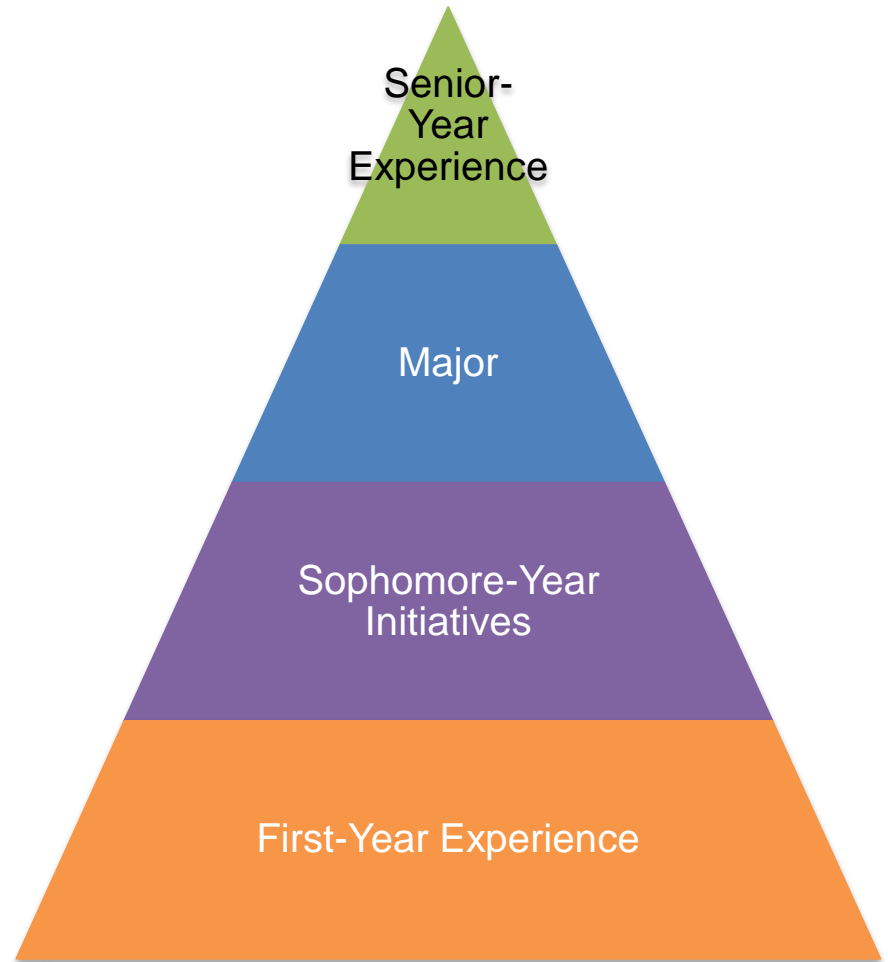 Senior-
Year
Experience
Major
Sophomore-Year
Initiatives
First-Year Experience